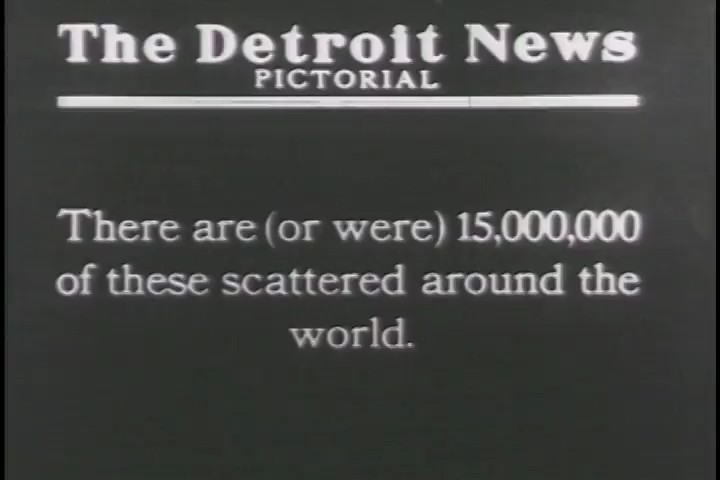 The Detroit News
PICTORIAL
There are (or were) 15,000,000
of these scattered around the
world.